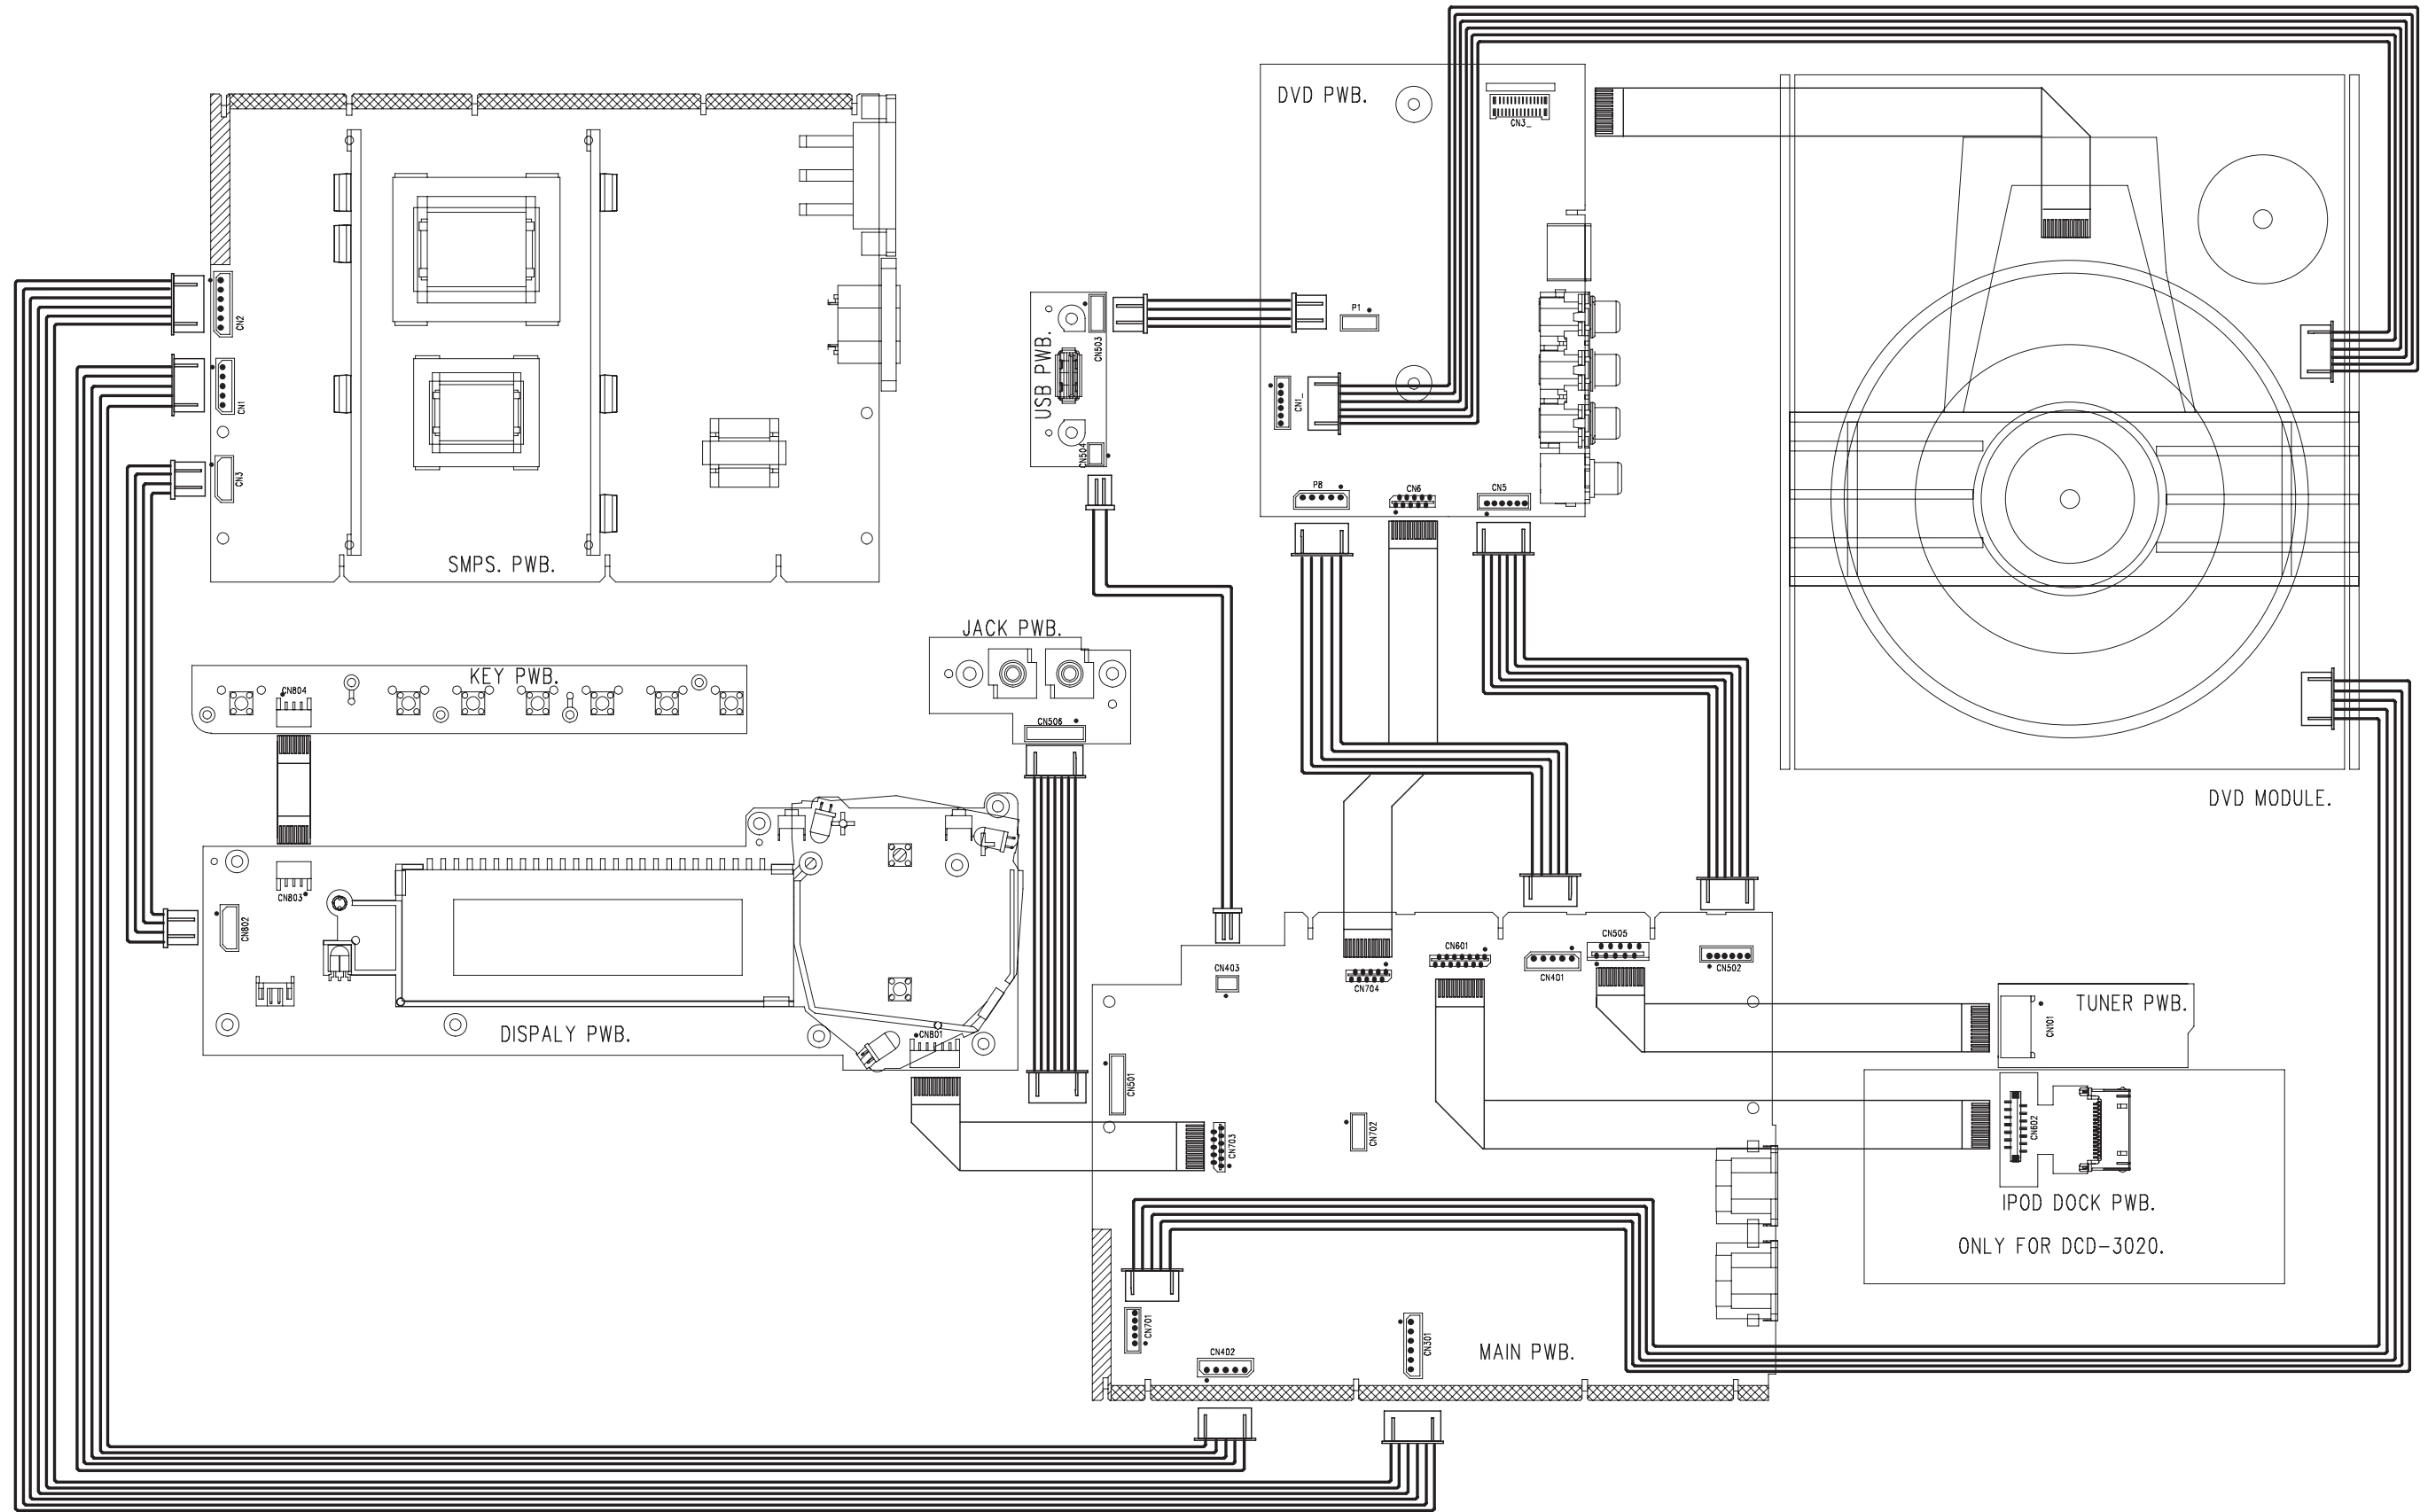 DVD PWB.
CN3_
CN2
CN1
CN3
SMPS. PWB.
USB PWB.
CN503
CN504
P1
CN1_
P8
CN6
CN5
DVD MODULE.
JACK PWB.
CN506
KEY PWB.
CN804
CN803
CN802
DISPALY PWB.
CN801
CN403
CN704
CN601
CN401
CN505
CN502
CN501
CN703
CN702
CN701
CN402
CN301
MAIN PWB.
TUNER PWB.
CN101
CN602
IPOD DOCK PWB.
ONLY FOR DCD-3020.